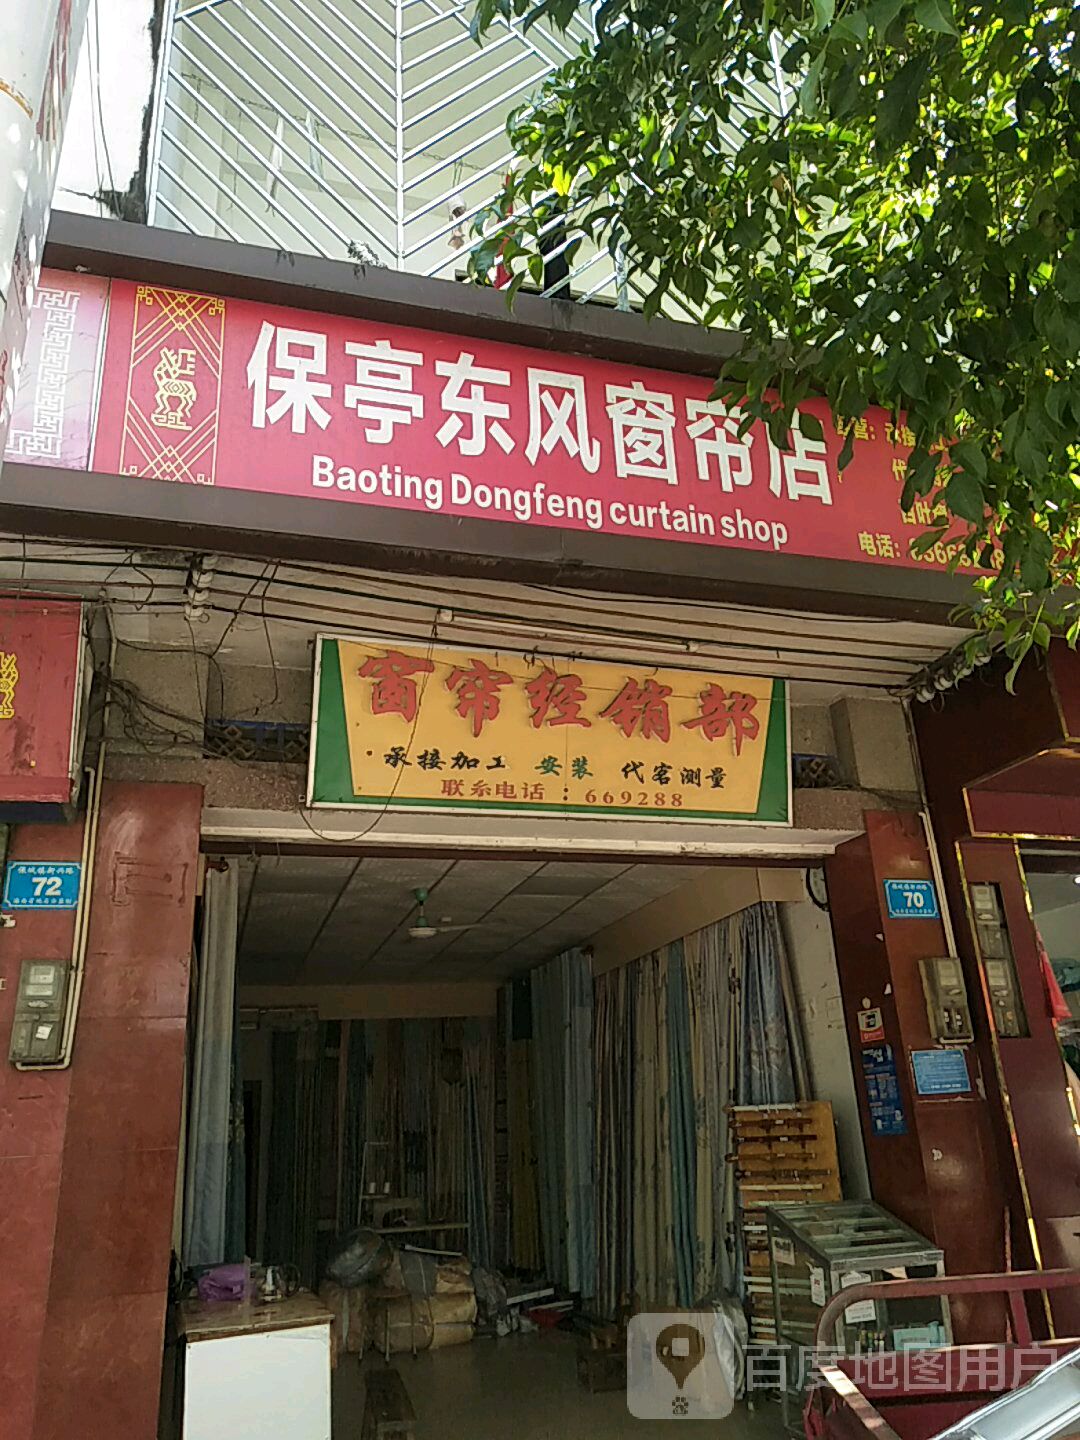 保亭东风窗帘店
Baoting Dongfeng curtain shop
电话：
窗帘经销部
承接加工 安装 代客测量
联系电话：669288
72
70
百度地图用户